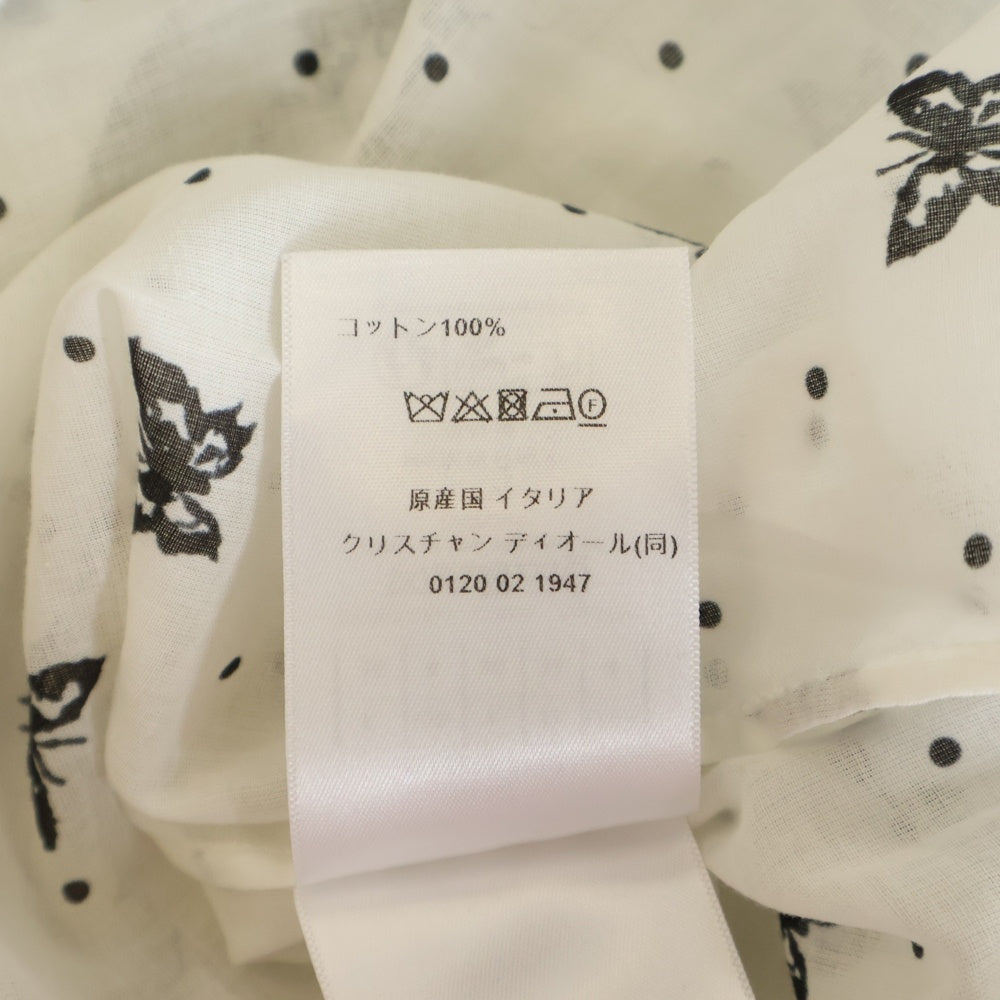 コットン100%
F
原産国 イタリア
クリスチャン ディオール(同)
0120 02 1947